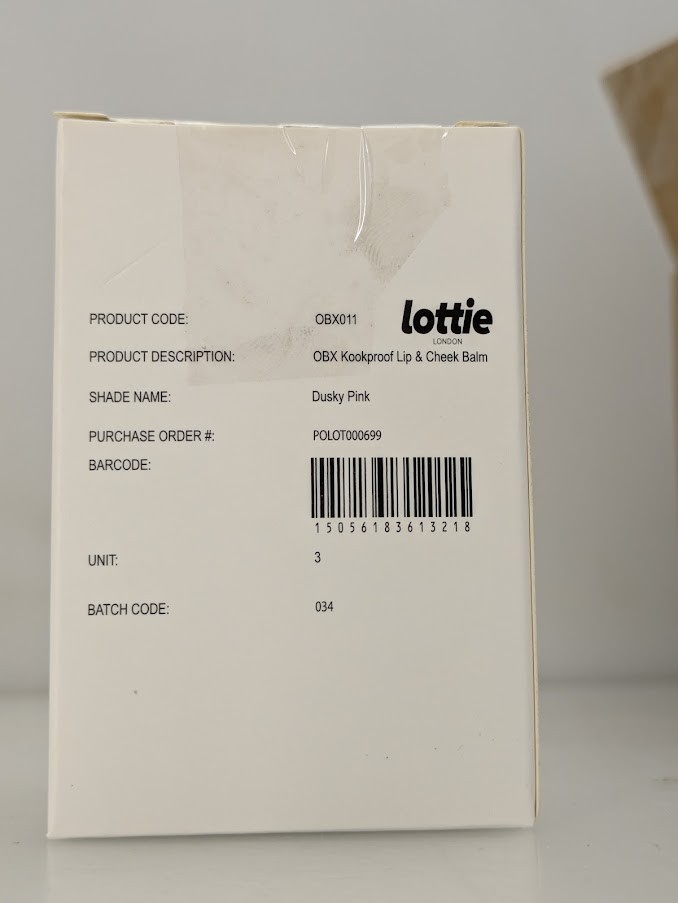 PRODUCT CODE: OBX011 lottie
LONDON
PRODUCT DESCRIPTION: OBX Kookproof Lip & Cheek Balm
SHADE NAME: Dusky Pink
PURCHASE ORDER #: POLOT000699
BARCODE:
15056183613218
UNIT: 3
BATCH CODE: 034